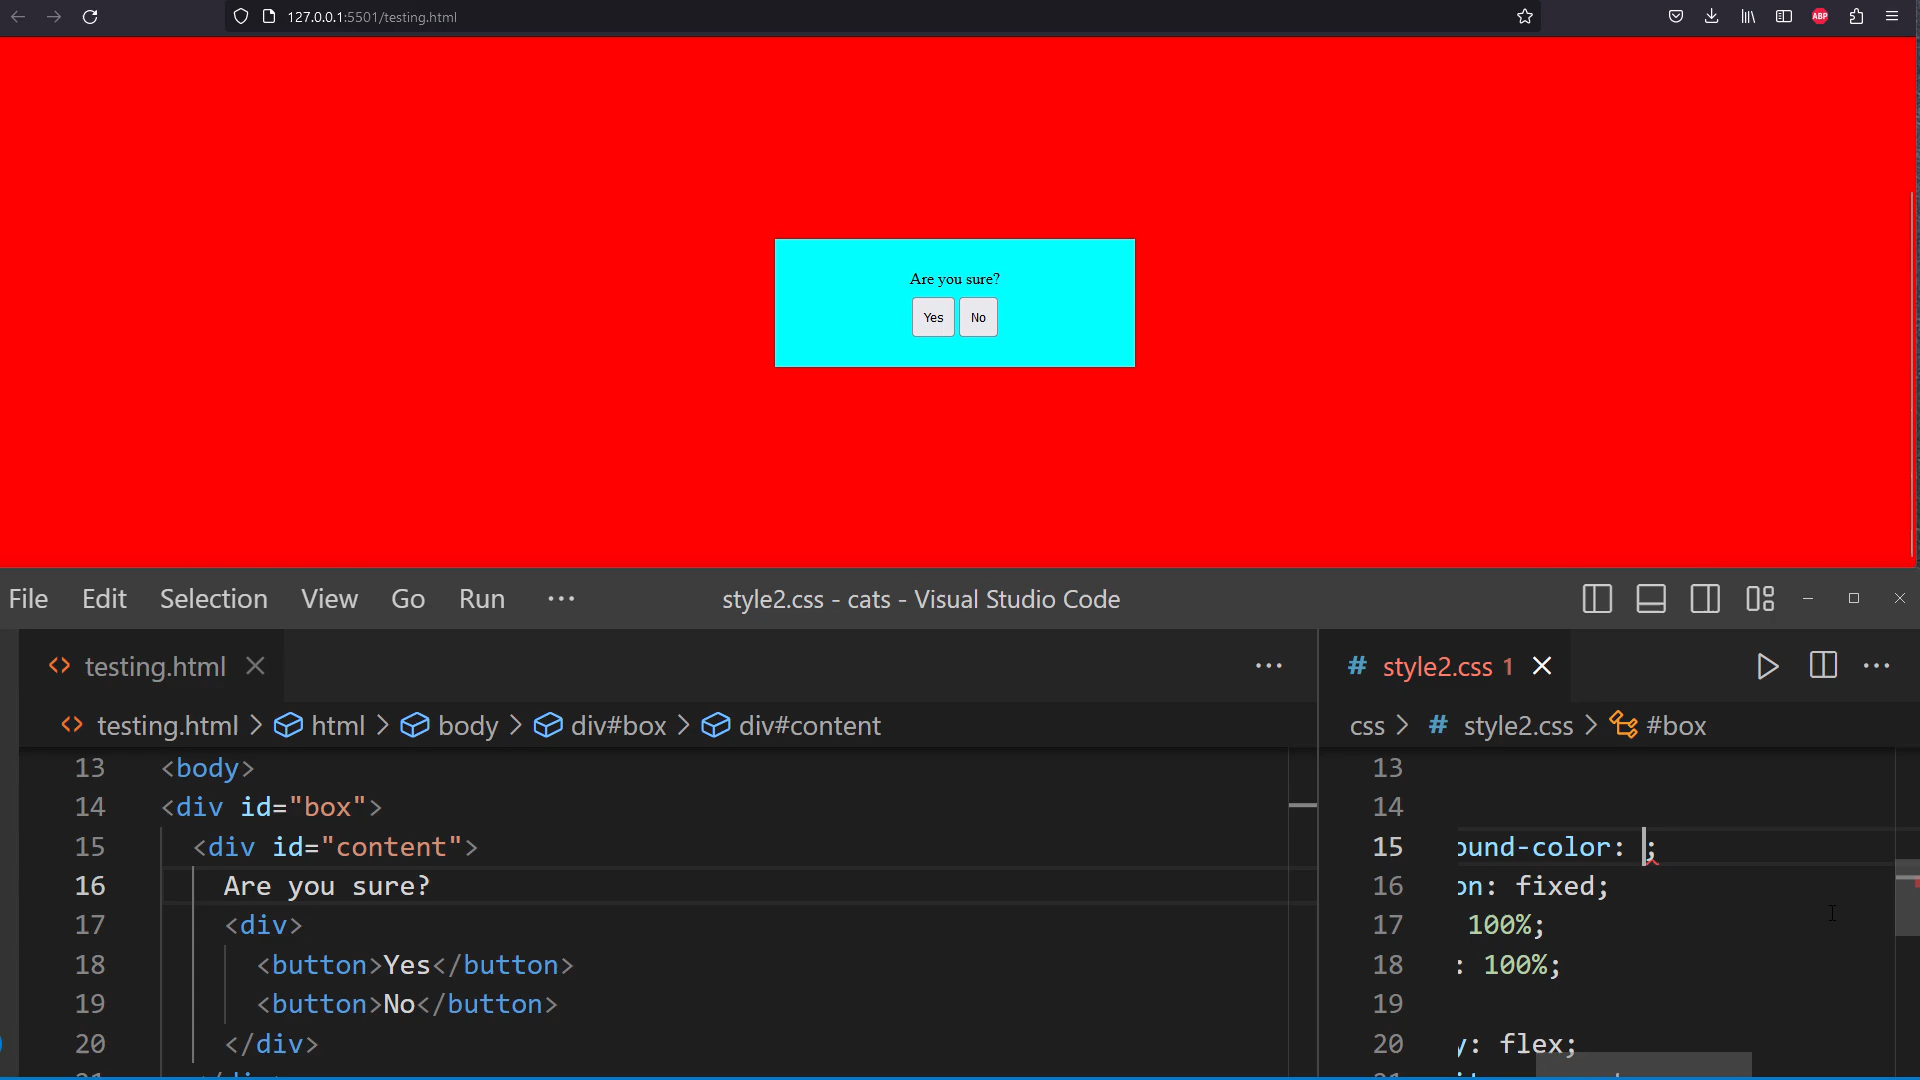 127.0.0.1:5501/testing.html
ABP
Are you sure?
Yes No
File Edit Selection View Go Run ··· style2.css - cats - Visual Studio Code
testing.html ···
# style2.css 1 ···
testing.html > html > body > div#box > div#content
css > # style2.css > #box
13 <body>
14 <div id="box">
15 <div id="content">
16 Are you sure?
17 <div>
18 <button>Yes</button>
19 <button>No</button>
20 </div>
13
14
15 ound-color: ;
16 on: fixed;
17 100%;
18 : 100%;
19
20 y: flex;